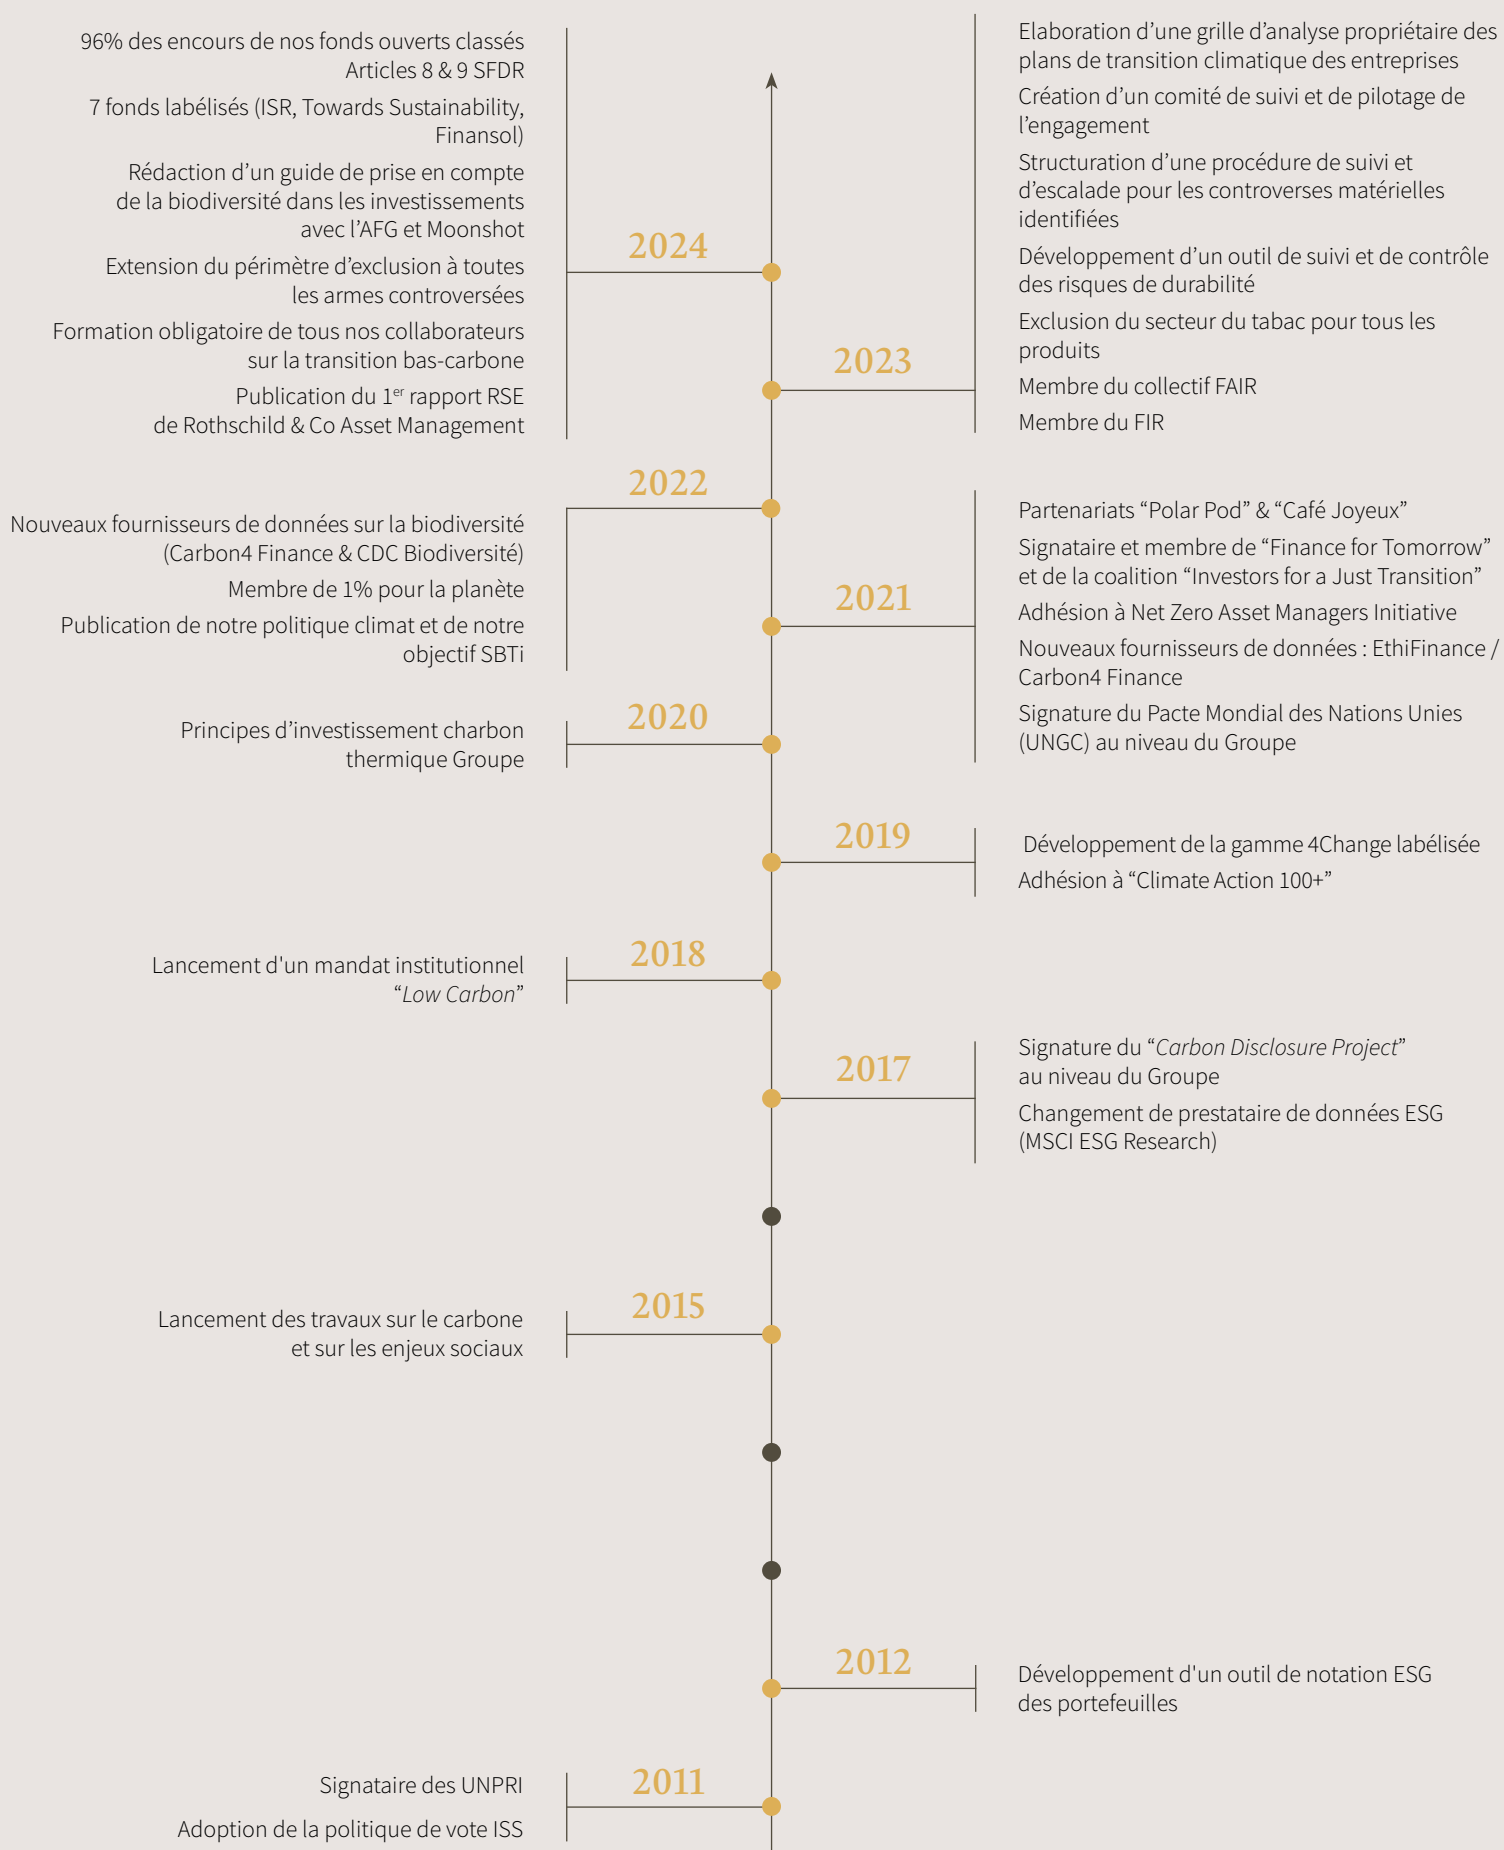 96% des encours de nos fonds ouverts classés
Articles 8 & 9 SFDR
7 fonds labélisés (ISR, Towards Sustainability,
Finansol)
Rédaction d’un guide de prise en compte
de la biodiversité dans les investissements
avec l’AFG et Moonshot
Extension du périmètre d’exclusion à toutes
les armes controversées
Formation obligatoire de tous nos collaborateurs
sur la transition bas-carbone
Publication du 1er rapport RSE
de Rothschild & Co Asset Management
2024
Elaboration d’une grille d’analyse propriétaire des
plans de transition climatique des entreprises
Création d’un comité de suivi et de pilotage de
l’engagement
Structuration d’une procédure de suivi et
d’escalade pour les controverses matérielles
identifiées
Développement d’un outil de suivi et de contrôle
des risques de durabilité
Exclusion du secteur du tabac pour tous les
produits
Membre du collectif FAIR
Membre du FIR
2023
2022
Nouveaux fournisseurs de données sur la biodiversité
(Carbon4 Finance & CDC Biodiversité)
Membre de 1% pour la planète
Publication de notre politique climat et de notre
objectif SBTi
2021
Partenariats “Polar Pod” & “Café Joyeux”
Signataire et membre de “Finance for Tomorrow”
et de la coalition “Investors for a Just Transition”
Adhésion à Net Zero Asset Managers Initiative
Nouveaux fournisseurs de données : EthiFinance /
Carbon4 Finance
Signature du Pacte Mondial des Nations Unies
(UNGC) au niveau du Groupe
2020
Principes d’investissement charbon
thermique Groupe
2019
Développement de la gamme 4Change labélisée
Adhésion à “Climate Action 100+”
2018
Lancement d'un mandat institutionnel
“Low Carbon”
2017
Signature du “Carbon Disclosure Project”
au niveau du Groupe
Changement de prestataire de données ESG
(MSCI ESG Research)
2015
Lancement des travaux sur le carbone
et sur les enjeux sociaux
2012
Développement d'un outil de notation ESG
des portefeuilles
2011
Signataire des UNPRI
Adoption de la politique de vote ISS